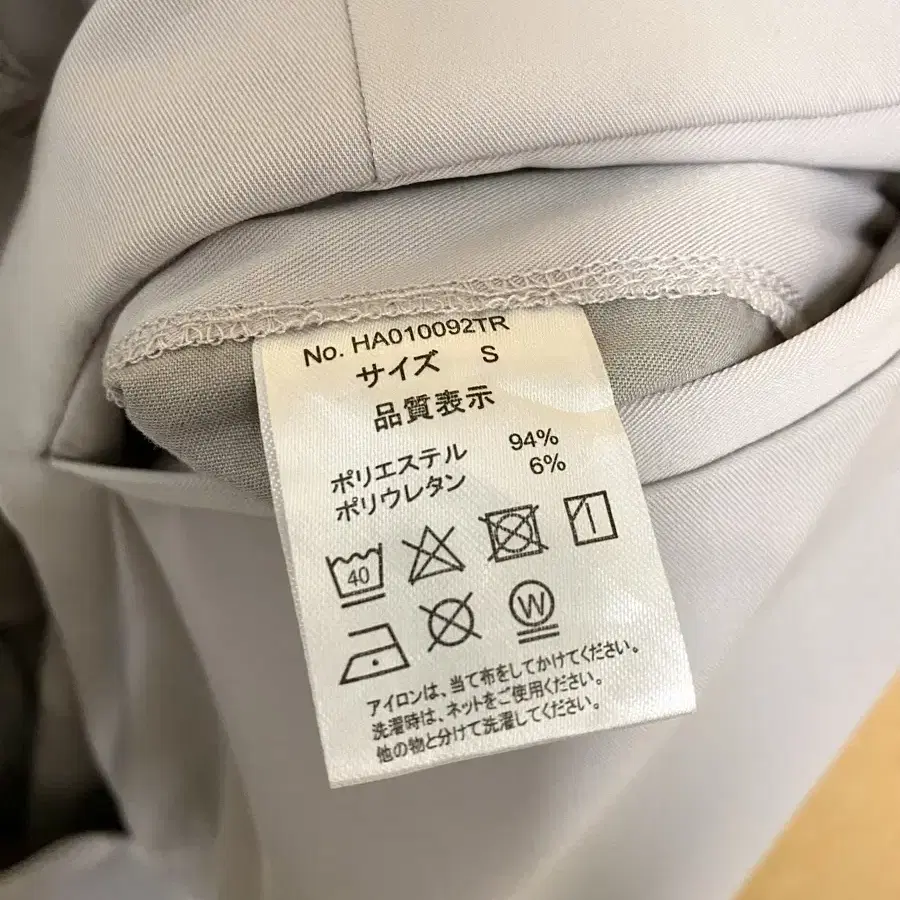 No. HA010092TR
サイズ S
品質表示
ポリエステル 94%
ポリウレタン 6%
40
W
アイロンは、当て布をしてかけてください。
洗濯時は、ネットをご使用ください。
他の物と分けて洗濯してください。